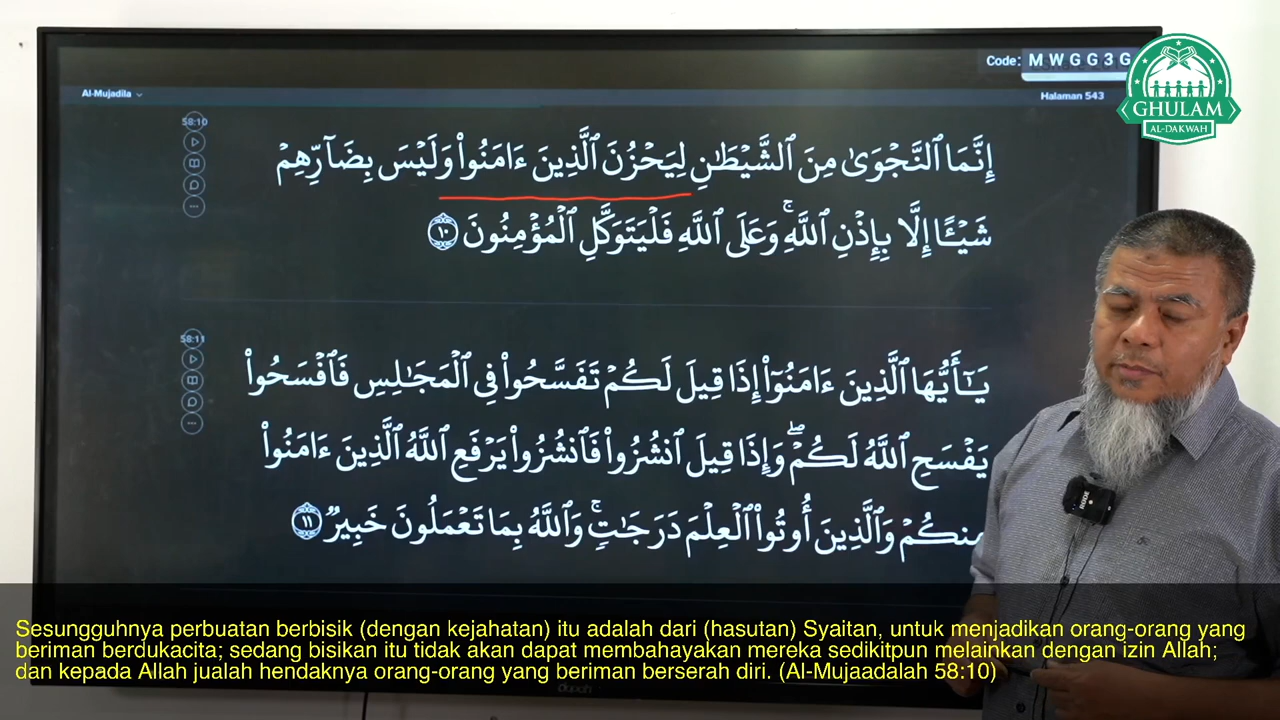 Code: MWGG3G
Al-Mujadila
Halaman 543
GHULAM
AL-DAKWAH
58:10
إِنَّمَا ٱلنَّجْوَىٰ مِنَ ٱلشَّيْطَـٰنِ لِيَحْزُنَ ٱلَّذِينَ ءَامَنُوا۟ وَلَيْسَ بِضَآرِّهِمْ
شَيْـًٔا إِلَّا بِإِذْنِ ٱللَّهِ ۚ وَعَلَى ٱللَّهِ فَلْيَتَوَكَّلِ ٱلْمُؤْمِنُونَ ١٠
58:11
يَـٰٓأَيُّهَا ٱلَّذِينَ ءَامَنُوٓا۟ إِذَا قِيلَ لَكُمْ تَفَسَّحُوا۟ فِى ٱلْمَجَـٰلِسِ فَٱفْسَحُوا۟
يَفْسَحِ ٱللَّهُ لَكُمْ ۖ وَإِذَا قِيلَ ٱنشُزُوا۟ فَٱنشُزُوا۟ يَرْفَعِ ٱللَّهُ ٱلَّذِينَ ءَامَنُوا۟
مِنكُمْ وَٱلَّذِينَ أُوتُوا۟ ٱلْعِلْمَ دَرَجَـٰتٍ ۚ وَٱللَّهُ بِمَا تَعْمَلُونَ خَبِيرٌ ١١
RODE
Sesungguhnya perbuatan berbisik (dengan kejahatan) itu adalah dari (hasutan) Syaitan, untuk menjadikan orang-orang yang
beriman berdukacita; sedang bisikan itu tidak akan dapat membahayakan mereka sedikitpun melainkan dengan izin Allah;
dan kepada Allah jualah hendaknya orang-orang yang beriman berserah diri. (Al-Mujaadalah 58:10)